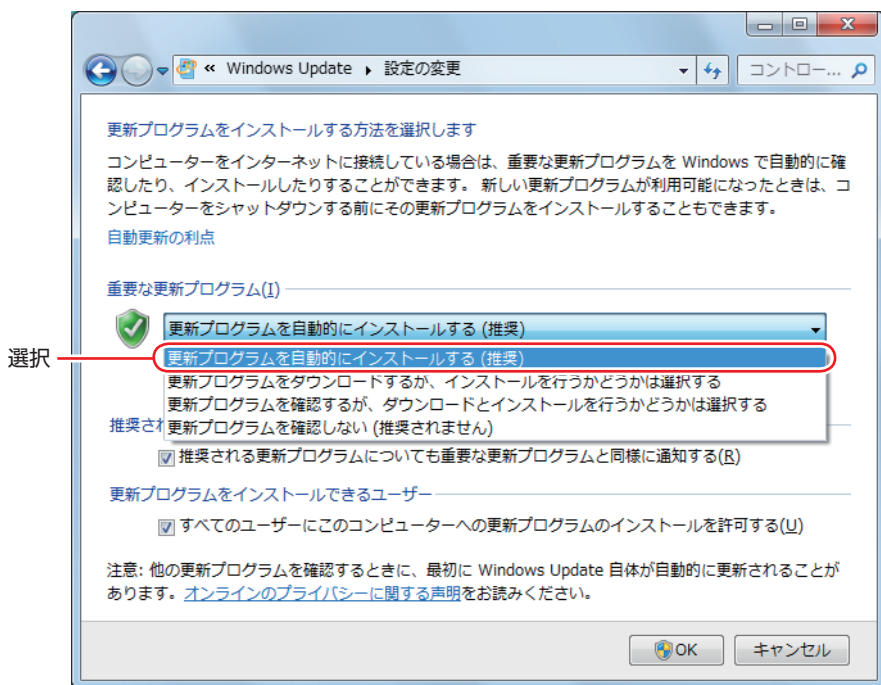 « Windows Update ▸ 設定の変更
コントロー...
更新プログラムをインストールする方法を選択します
コンピューターをインターネットに接続している場合は、重要な更新プログラムを Windows で自動的に確
認したり、インストールしたりすることができます。 新しい更新プログラムが利用可能になったときは、コ
ンピューターをシャットダウンする前にその更新プログラムをインストールすることもできます。
自動更新の利点
重要な更新プログラム(I)
更新プログラムを自動的にインストールする (推奨)
選択
更新プログラムを自動的にインストールする (推奨)
更新プログラムをダウンロードするが、インストールを行うかどうかは選択する
更新プログラムを確認するが、ダウンロードとインストールを行うかどうかは選択する
推奨さ
更新プログラムを確認しない (推奨されません)
推奨される更新プログラムについても重要な更新プログラムと同様に通知する(R)
更新プログラムをインストールできるユーザー
すべてのユーザーにこのコンピューターへの更新プログラムのインストールを許可する(U)
注意: 他の更新プログラムを確認するときに、最初に Windows Update 自体が自動的に更新されることが
あります。オンラインのプライバシーに関する声明をお読みください。
OK
キャンセル